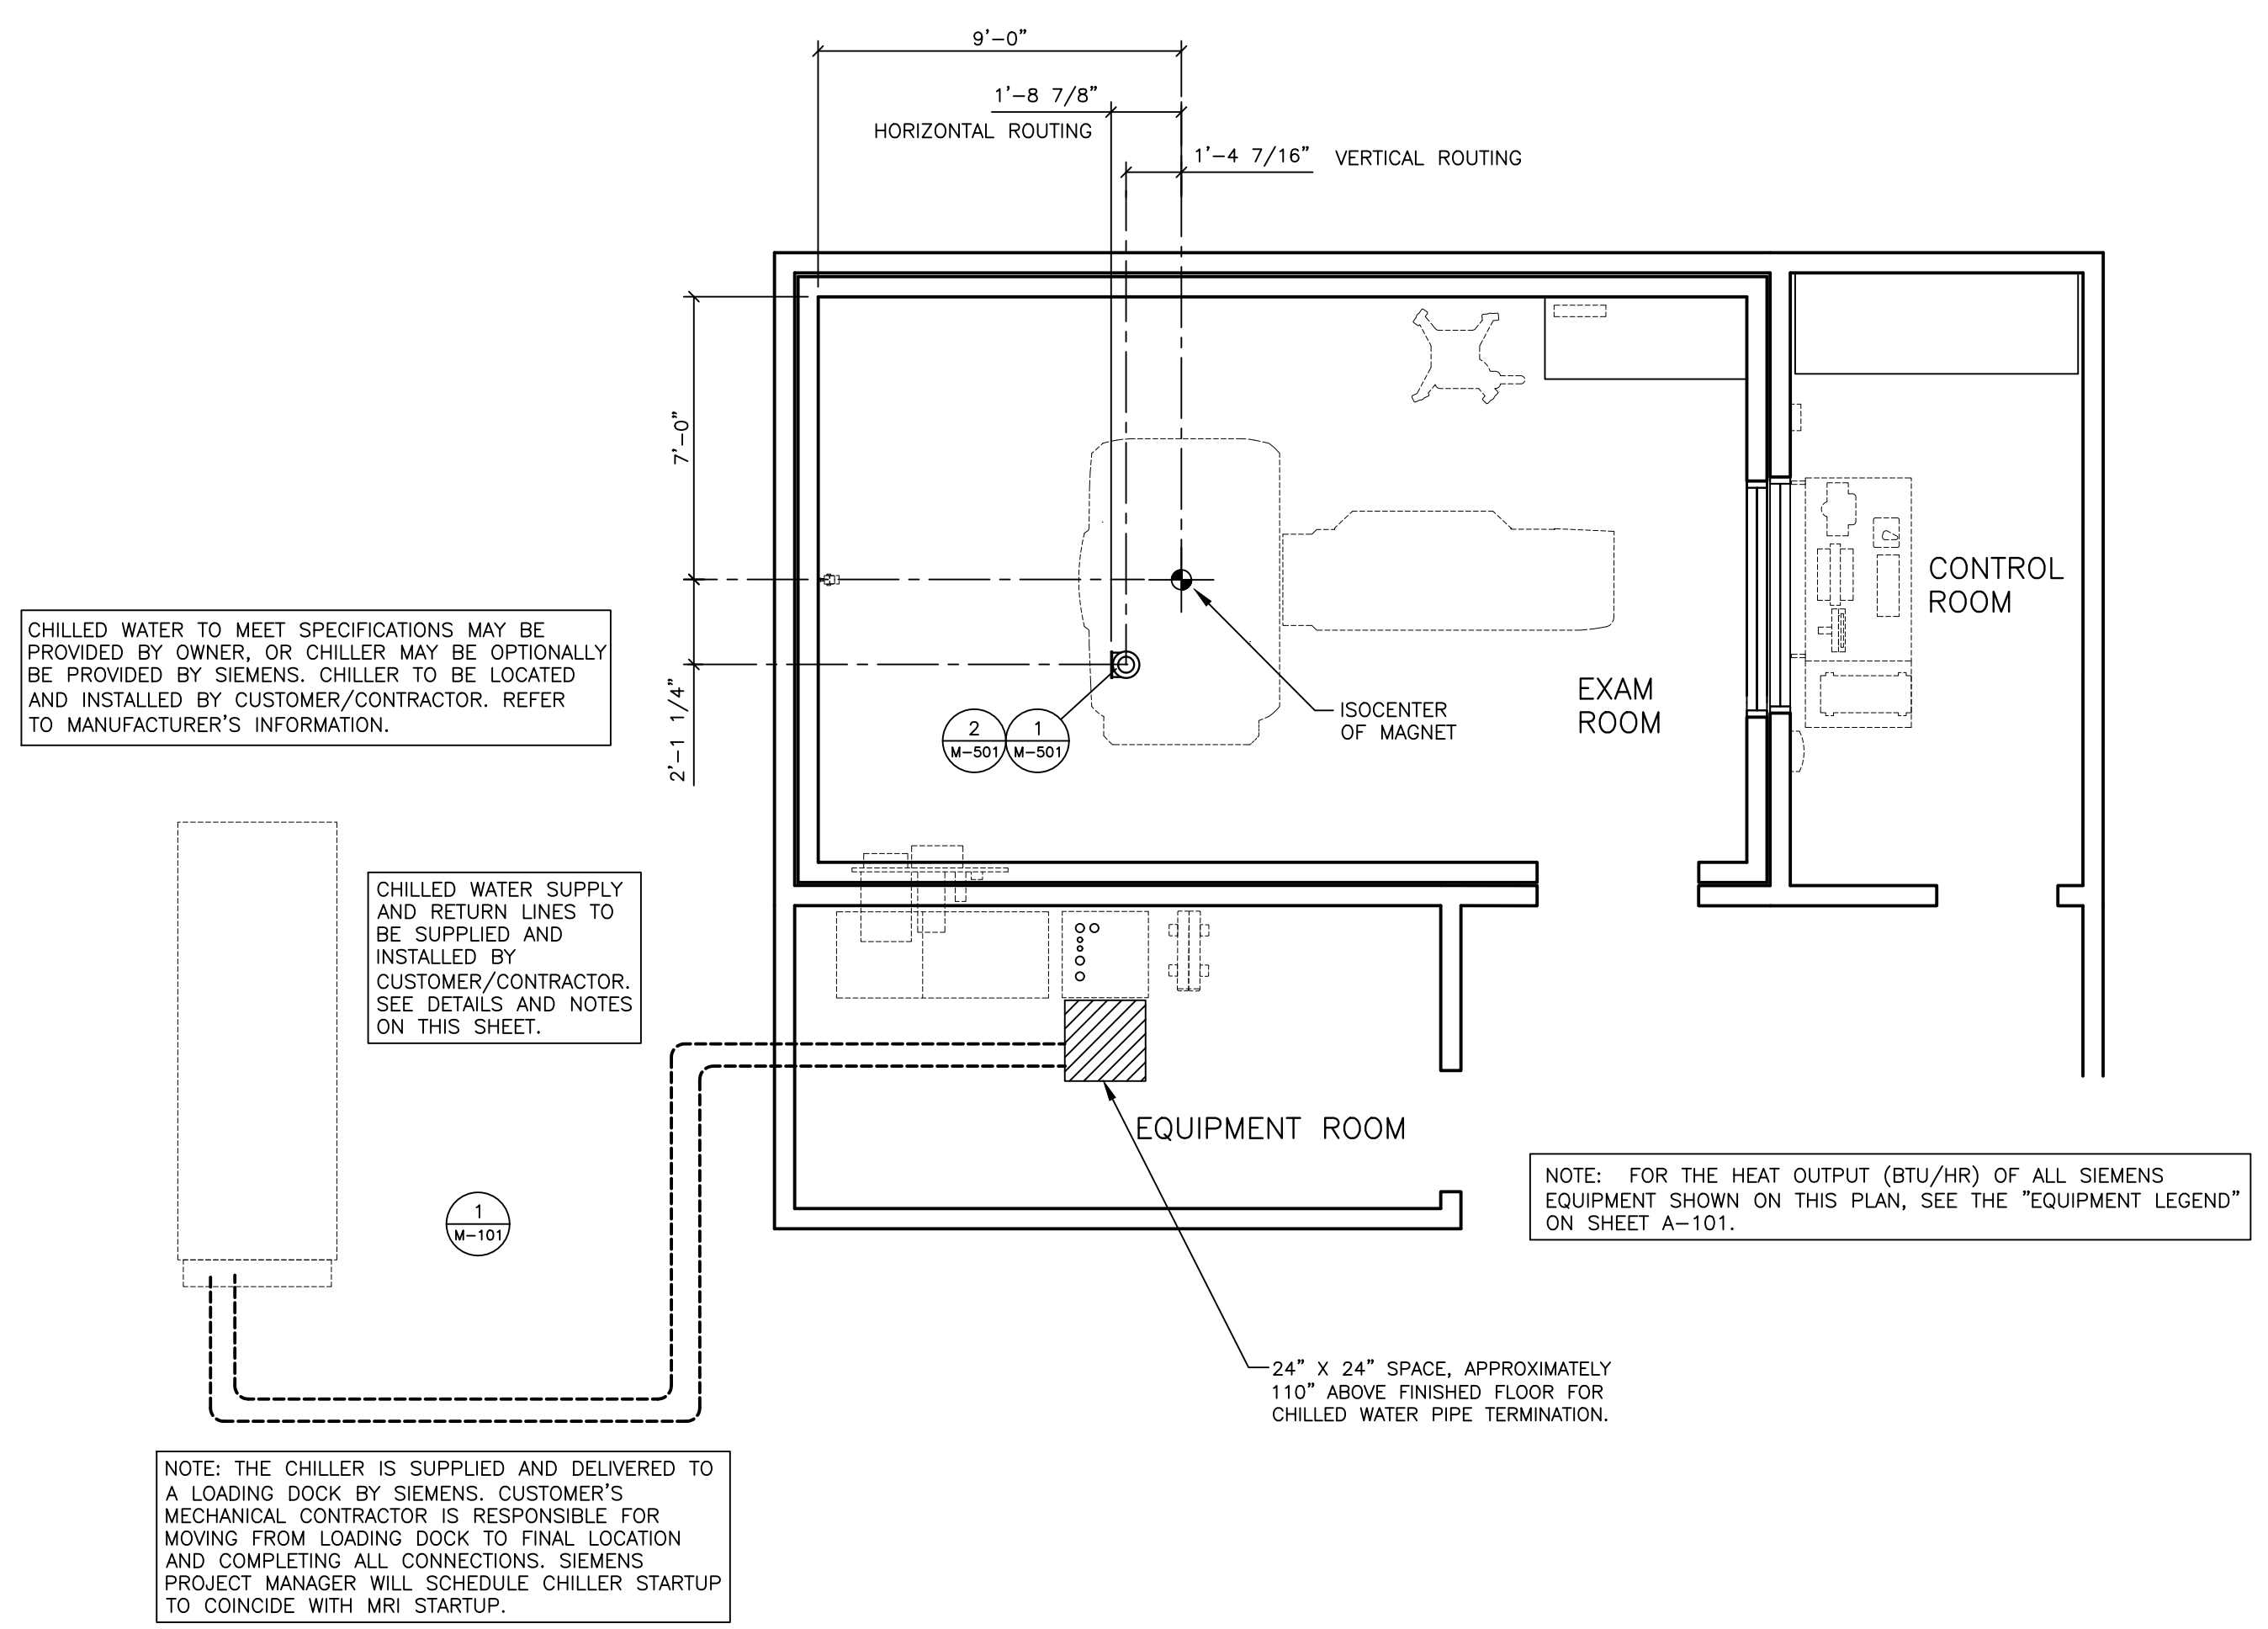 9'-0"
1'-8 7/8"
HORIZONTAL ROUTING
1'-4 7/16" VERTICAL ROUTING
7'-0"
2'-1 1/4"
CHILLED WATER TO MEET SPECIFICATIONS MAY BE
PROVIDED BY OWNER, OR CHILLER MAY BE OPTIONALLY
BE PROVIDED BY SIEMENS. CHILLER TO BE LOCATED
AND INSTALLED BY CUSTOMER/CONTRACTOR. REFER
TO MANUFACTURER'S INFORMATION.
CONTROL
ROOM
EXAM
ROOM
ISOCENTER
OF MAGNET
2
M-501
1
M-501
CHILLED WATER SUPPLY
AND RETURN LINES TO
BE SUPPLIED AND
INSTALLED BY
CUSTOMER/CONTRACTOR.
SEE DETAILS AND NOTES
ON THIS SHEET.
EQUIPMENT ROOM
1
M-101
NOTE: FOR THE HEAT OUTPUT (BTU/HR) OF ALL SIEMENS
EQUIPMENT SHOWN ON THIS PLAN, SEE THE "EQUIPMENT LEGEND"
ON SHEET A-101.
24" X 24" SPACE, APPROXIMATELY
110" ABOVE FINISHED FLOOR FOR
CHILLED WATER PIPE TERMINATION.
NOTE: THE CHILLER IS SUPPLIED AND DELIVERED TO
A LOADING DOCK BY SIEMENS. CUSTOMER'S
MECHANICAL CONTRACTOR IS RESPONSIBLE FOR
MOVING FROM LOADING DOCK TO FINAL LOCATION
AND COMPLETING ALL CONNECTIONS. SIEMENS
PROJECT MANAGER WILL SCHEDULE CHILLER STARTUP
TO COINCIDE WITH MRI STARTUP.